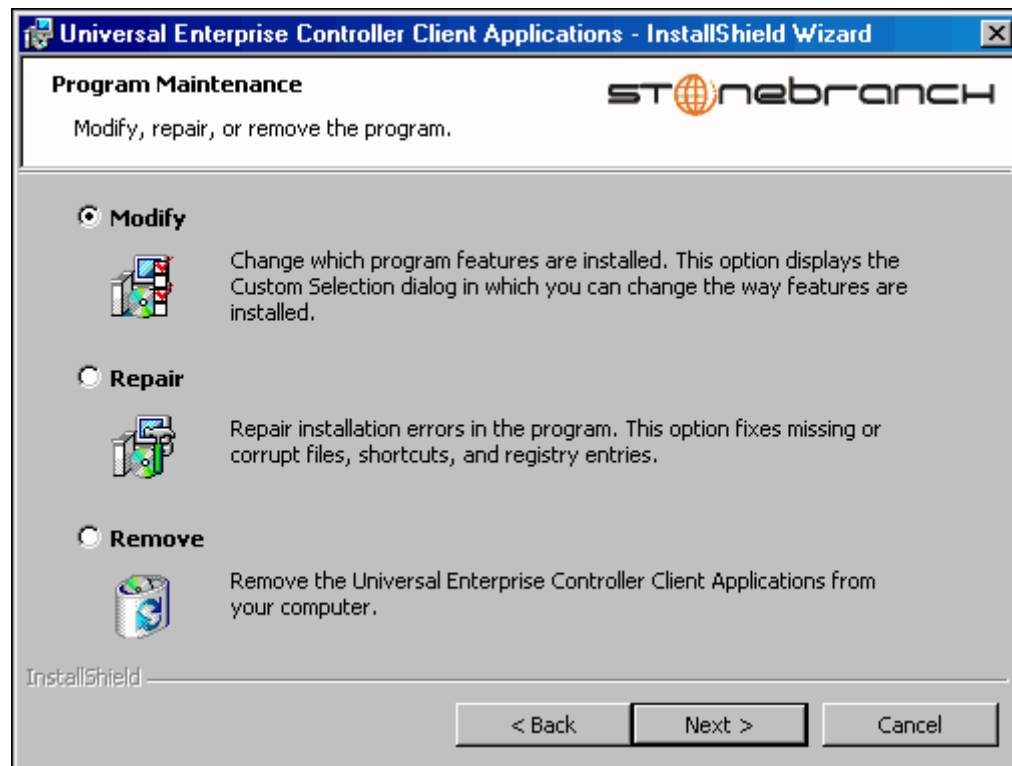 Universal Enterprise Controller Client Applications - InstallShield Wizard
Program Maintenance
stonebranch
Modify, repair, or remove the program.
Modify
Change which program features are installed. This option displays the
Custom Selection dialog in which you can change the way features are
installed.
Repair
Repair installation errors in the program. This option fixes missing or
corrupt files, shortcuts, and registry entries.
Remove
Remove the Universal Enterprise Controller Client Applications from
your computer.
InstallShield
< Back
Next >
Cancel